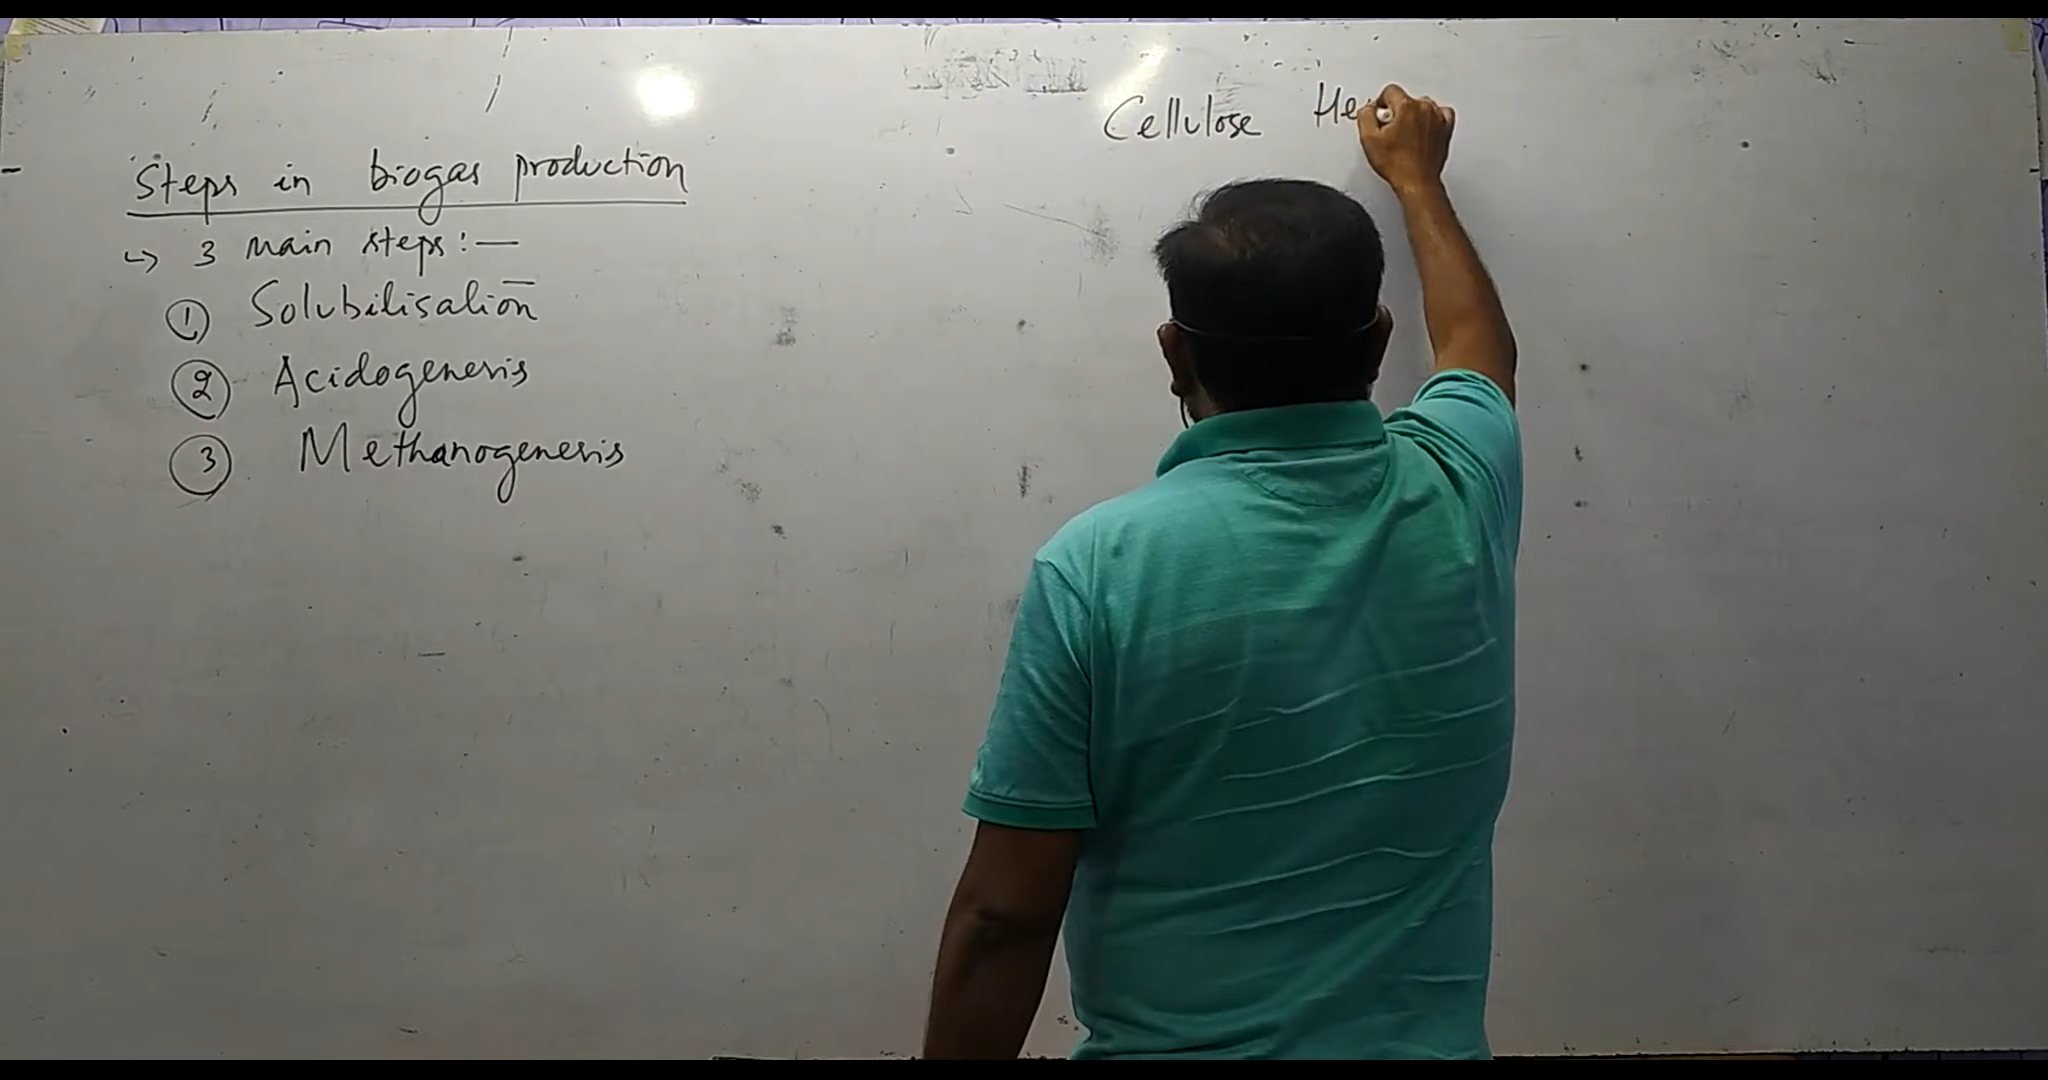 Steps in biogas production
↳ 3 main steps:—
① Solubilisation
② Acidogenesis
③ Methanogenesis
Cellulose He